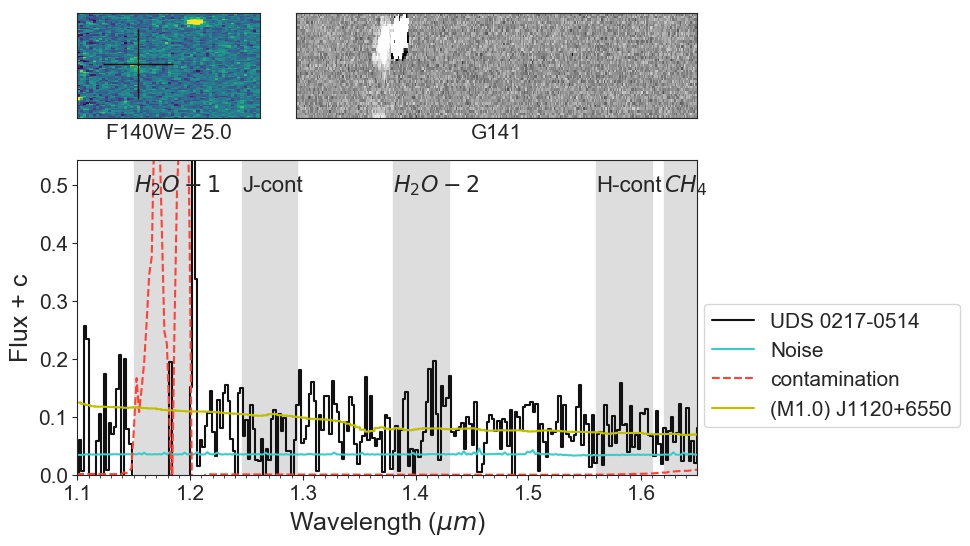 F140W= 25.0
G141
H₂O − 1
J-cont
H₂O − 2
H-cont
CH₄
0.5
0.4
0.3
0.2
0.1
0.0
Flux + c
1.1
1.2
1.3
1.4
1.5
1.6
Wavelength (μm)
UDS 0217-0514
Noise
contamination
(M1.0) J1120+6550